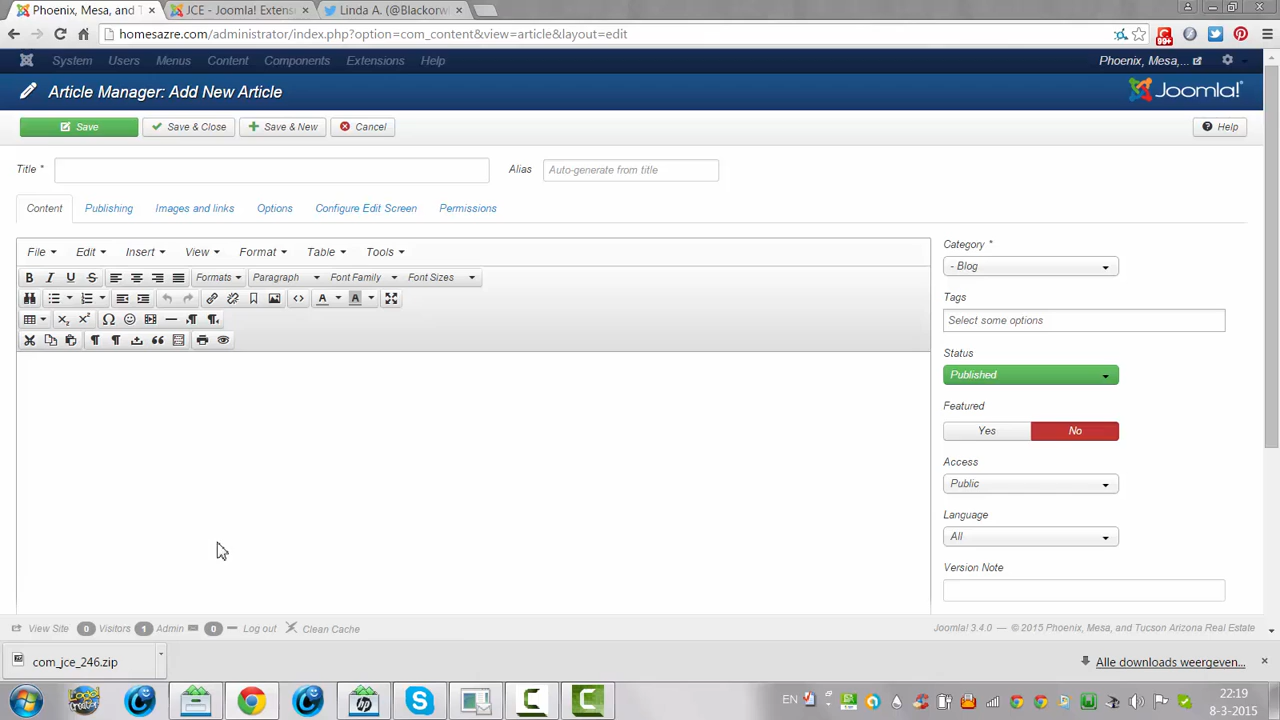 Phoenix, Mesa, and T
JCE - Joomla! Extensi
Linda A. (@Blackorw
homesazre.com/administrator/index.php?option=com_content&view=article&layout=edit
99+
System Users Menus Content Components Extensions Help
Phoenix, Mesa,...
Article Manager: Add New Article
Joomla!
Save
Save & Close
Save & New
Cancel
Help
Title *
Alias
Auto-generate from title
Content Publishing Images and links Options Configure Edit Screen Permissions
File Edit Insert View Format Table Tools
B I U S Formats Paragraph Font Family Font Sizes
A A
Category *
- Blog
Tags
Select some options
Status
Published
Featured
Yes No
Access
Public
Language
All
Version Note
View Site 0 Visitors 1 Admin 0 Log out Clean Cache
Joomla! 3.4.0 — © 2015 Phoenix, Mesa, and Tucson Arizona Real Estate
com_jce_246.zip
Alle downloads weergeven...
EN
22:19
8-3-2015